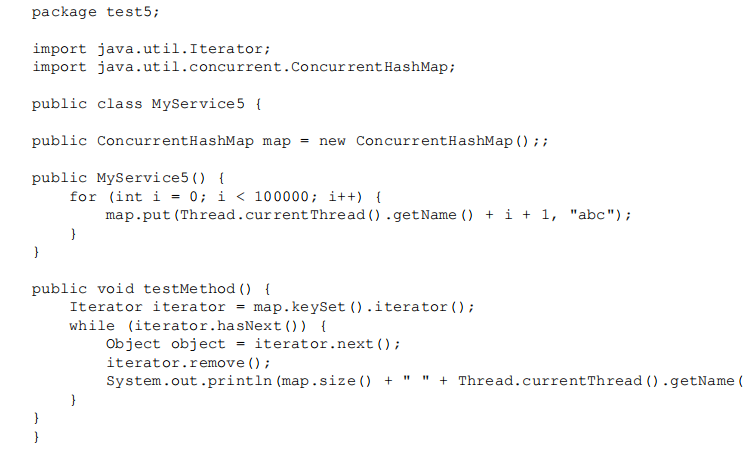 package test5;

import java.util.Iterator;
import java.util.concurrent.ConcurrentHashMap;

public class MyService5 {

public ConcurrentHashMap map = new ConcurrentHashMap();;

public MyService5() {
    for (int i = 0; i < 100000; i++) {
        map.put(Thread.currentThread().getName() + i + 1, "abc");
    }
}

public void testMethod() {
    Iterator iterator = map.keySet().iterator();
    while (iterator.hasNext()) {
        Object object = iterator.next();
        iterator.remove();
        System.out.println(map.size() + " " + Thread.currentThread().getName(
    }
}
}